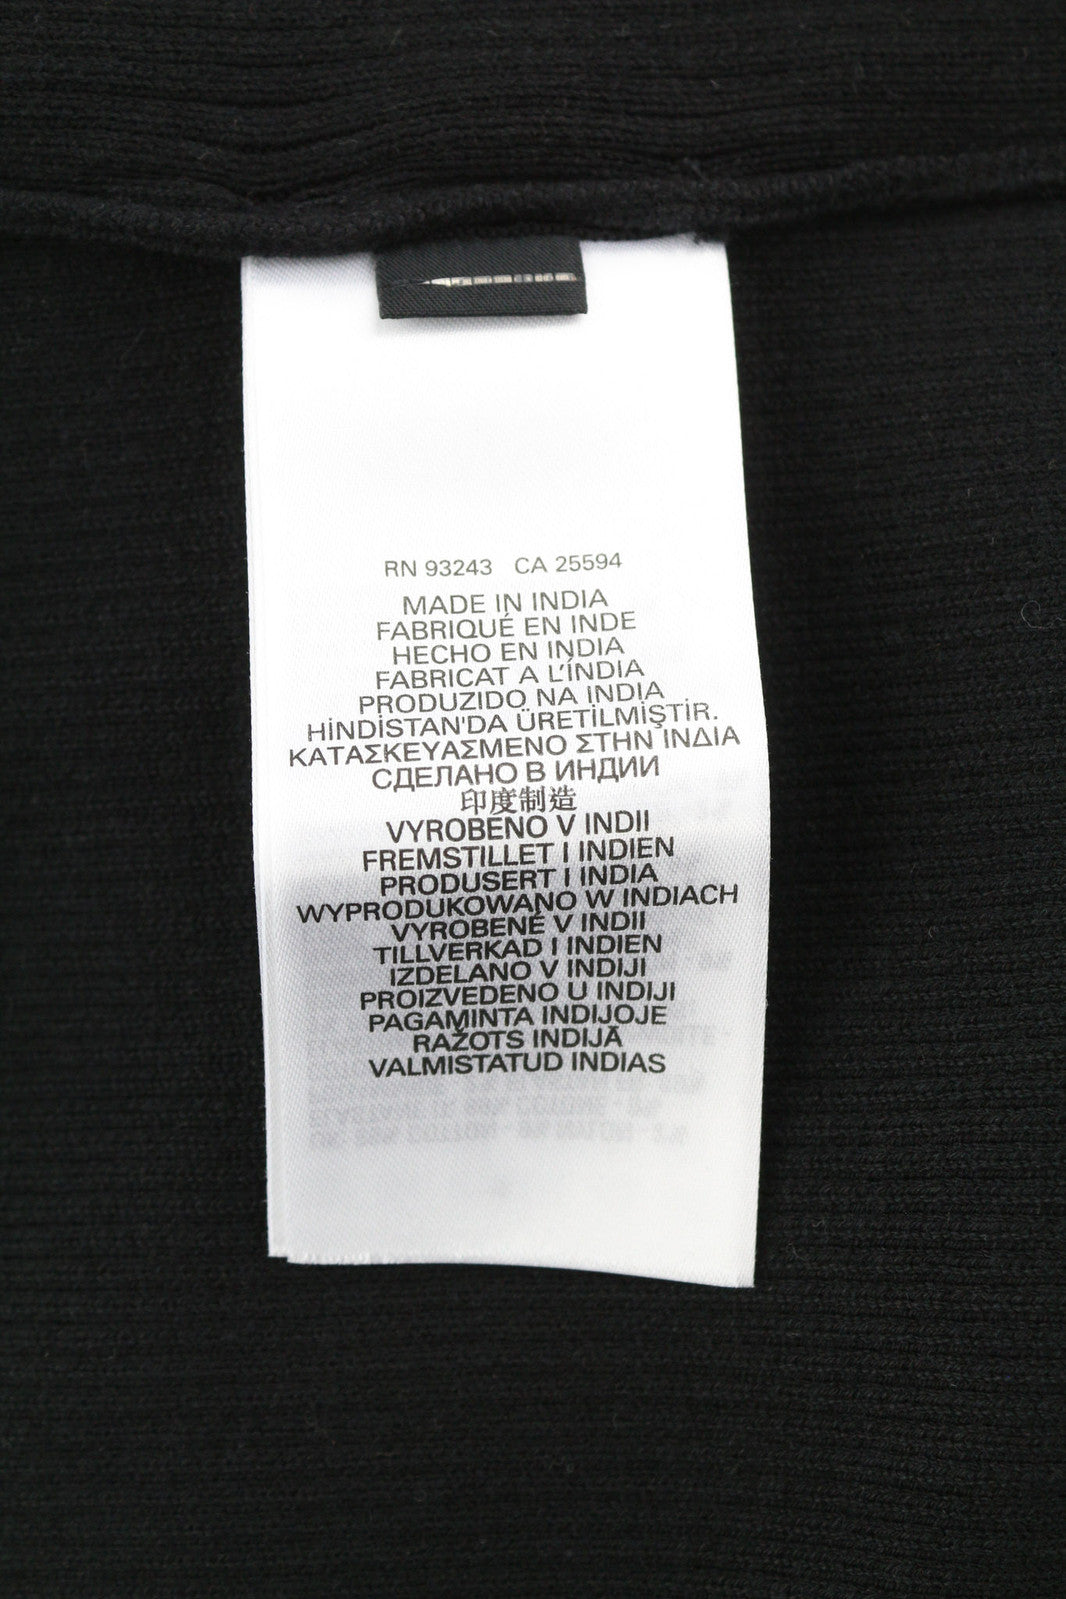 RN 93243 CA 25594
MADE IN INDIA
FABRIQUÉ EN INDE
HECHO EN INDIA
FABRICAT A L'ÍNDIA
PRODUZIDO NA INDIA
HİNDİSTAN'DA ÜRETİLMİŞTİR.
ΚΑΤΑΣΚΕΥΑΣΜΕΝΟ ΣΤΗΝ ΙΝΔΙΑ
СДЕЛАНО В ИНДИИ
印度制造
VYROBENO V INDII
FREMSTILLET I INDIEN
PRODUSERT I INDIA
WYPRODUKOWANO W INDIACH
VYROBENÉ V INDII
TILLVERKAD I INDIEN
IZDELANO V INDIJI
PROIZVEDENO U INDIJI
PAGAMINTA INDIJOJE
RAŽOTS INDIJĀ
VALMISTATUD INDIAS